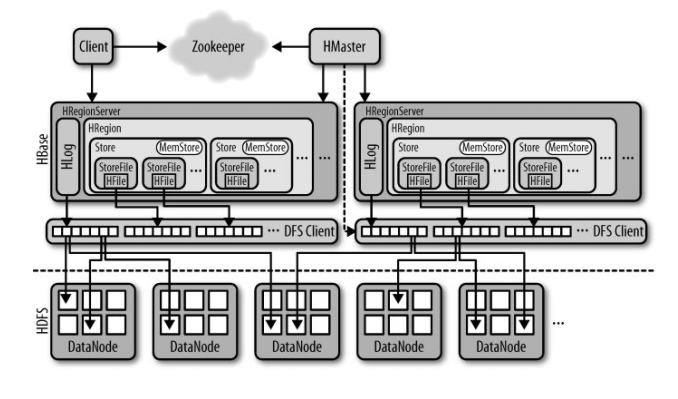 Client
Zookeeper
HMaster
HBase
HRegionServer
HLog
HRegion
Store
MemStore
StoreFile
HFile
StoreFile
HFile
...
Store
MemStore
StoreFile
HFile
...
...
...
HRegionServer
HLog
HRegion
Store
MemStore
StoreFile
HFile
StoreFile
HFile
...
Store
MemStore
StoreFile
HFile
...
...
...
... DFS Client
... DFS Client
HDFS
DataNode
DataNode
DataNode
DataNode
DataNode
...